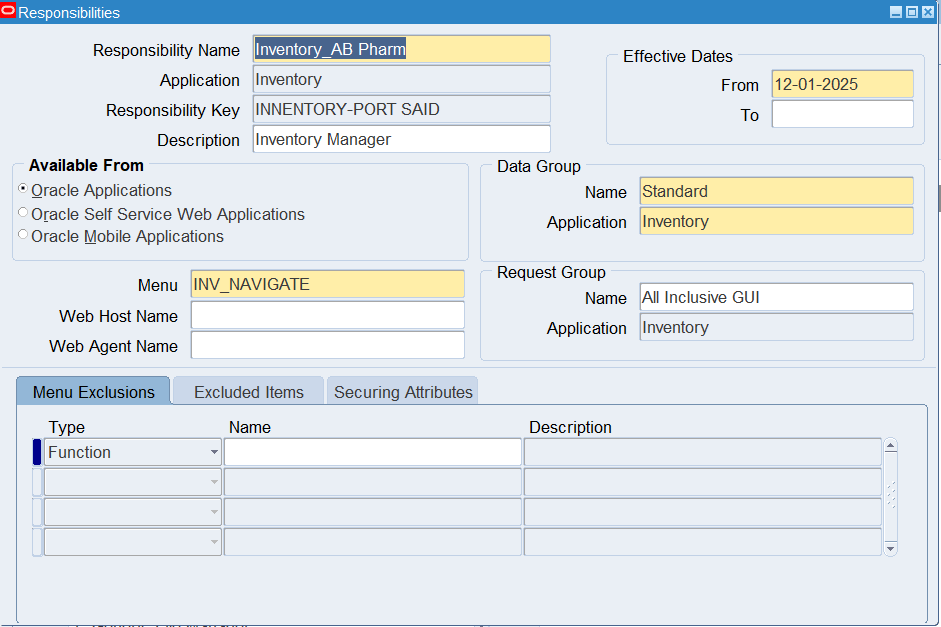 Responsibilities
Responsibility Name Inventory_AB Pharm
Application Inventory
Responsibility Key INNENTORY-PORT SAID
Description Inventory Manager
Effective Dates
From 12-01-2025
To
Available From
Oracle Applications
Oracle Self Service Web Applications
Oracle Mobile Applications
Data Group
Name Standard
Application Inventory
Menu INV_NAVIGATE
Web Host Name
Web Agent Name
Request Group
Name All Inclusive GUI
Application Inventory
Menu Exclusions Excluded Items Securing Attributes
Type Name Description
Function